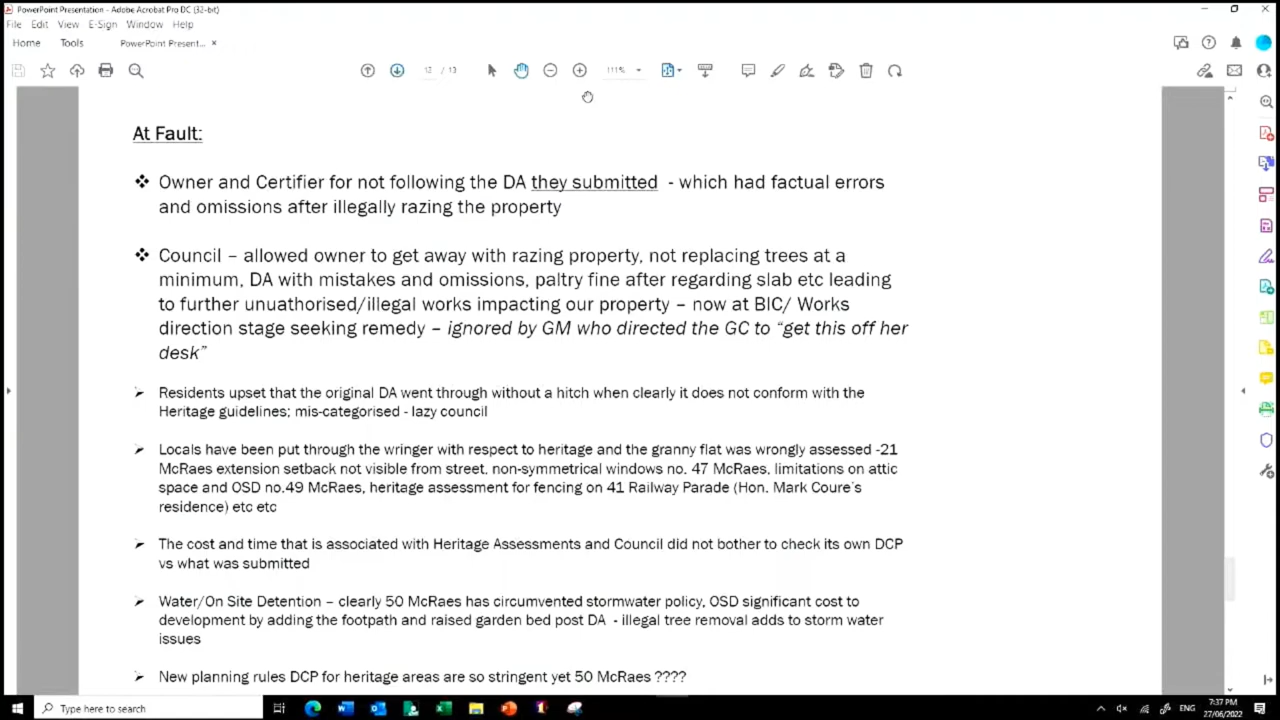 PowerPoint Presentation - Adobe Acrobat Pro DC (32-bit)
File Edit View E-Sign Window Help
Home Tools PowerPoint Present... ×
/ 13 111%
At Fault:
❖ Owner and Certifier for not following the DA they submitted - which had factual errors
and omissions after illegally razing the property
❖ Council – allowed owner to get away with razing property, not replacing trees at a
minimum, DA with mistakes and omissions, paltry fine after regarding slab etc leading
to further unuathorised/illegal works impacting our property – now at BIC/ Works
direction stage seeking remedy – ignored by GM who directed the GC to “get this off her
desk”
➢ Residents upset that the original DA went through without a hitch when clearly it does not conform with the
Heritage guidelines; mis-categorised - lazy council
➢ Locals have been put through the wringer with respect to heritage and the granny flat was wrongly assessed -21
McRaes extension setback not visible from street, non-symmetrical windows no. 47 McRaes, limitations on attic
space and OSD no.49 McRaes, heritage assessment for fencing on 41 Railway Parade (Hon. Mark Coure's
residence) etc etc
➢ The cost and time that is associated with Heritage Assessments and Council did not bother to check its own DCP
vs what was submitted
➢ Water/On Site Detention – clearly 50 McRaes has circumvented stormwater policy, OSD significant cost to
development by adding the footpath and raised garden bed post DA - illegal tree removal adds to storm water
issues
➢ New planning rules DCP for heritage areas are so stringent yet 50 McRaes ????
Type here to search
ENG
7:37 PM
27/06/2022